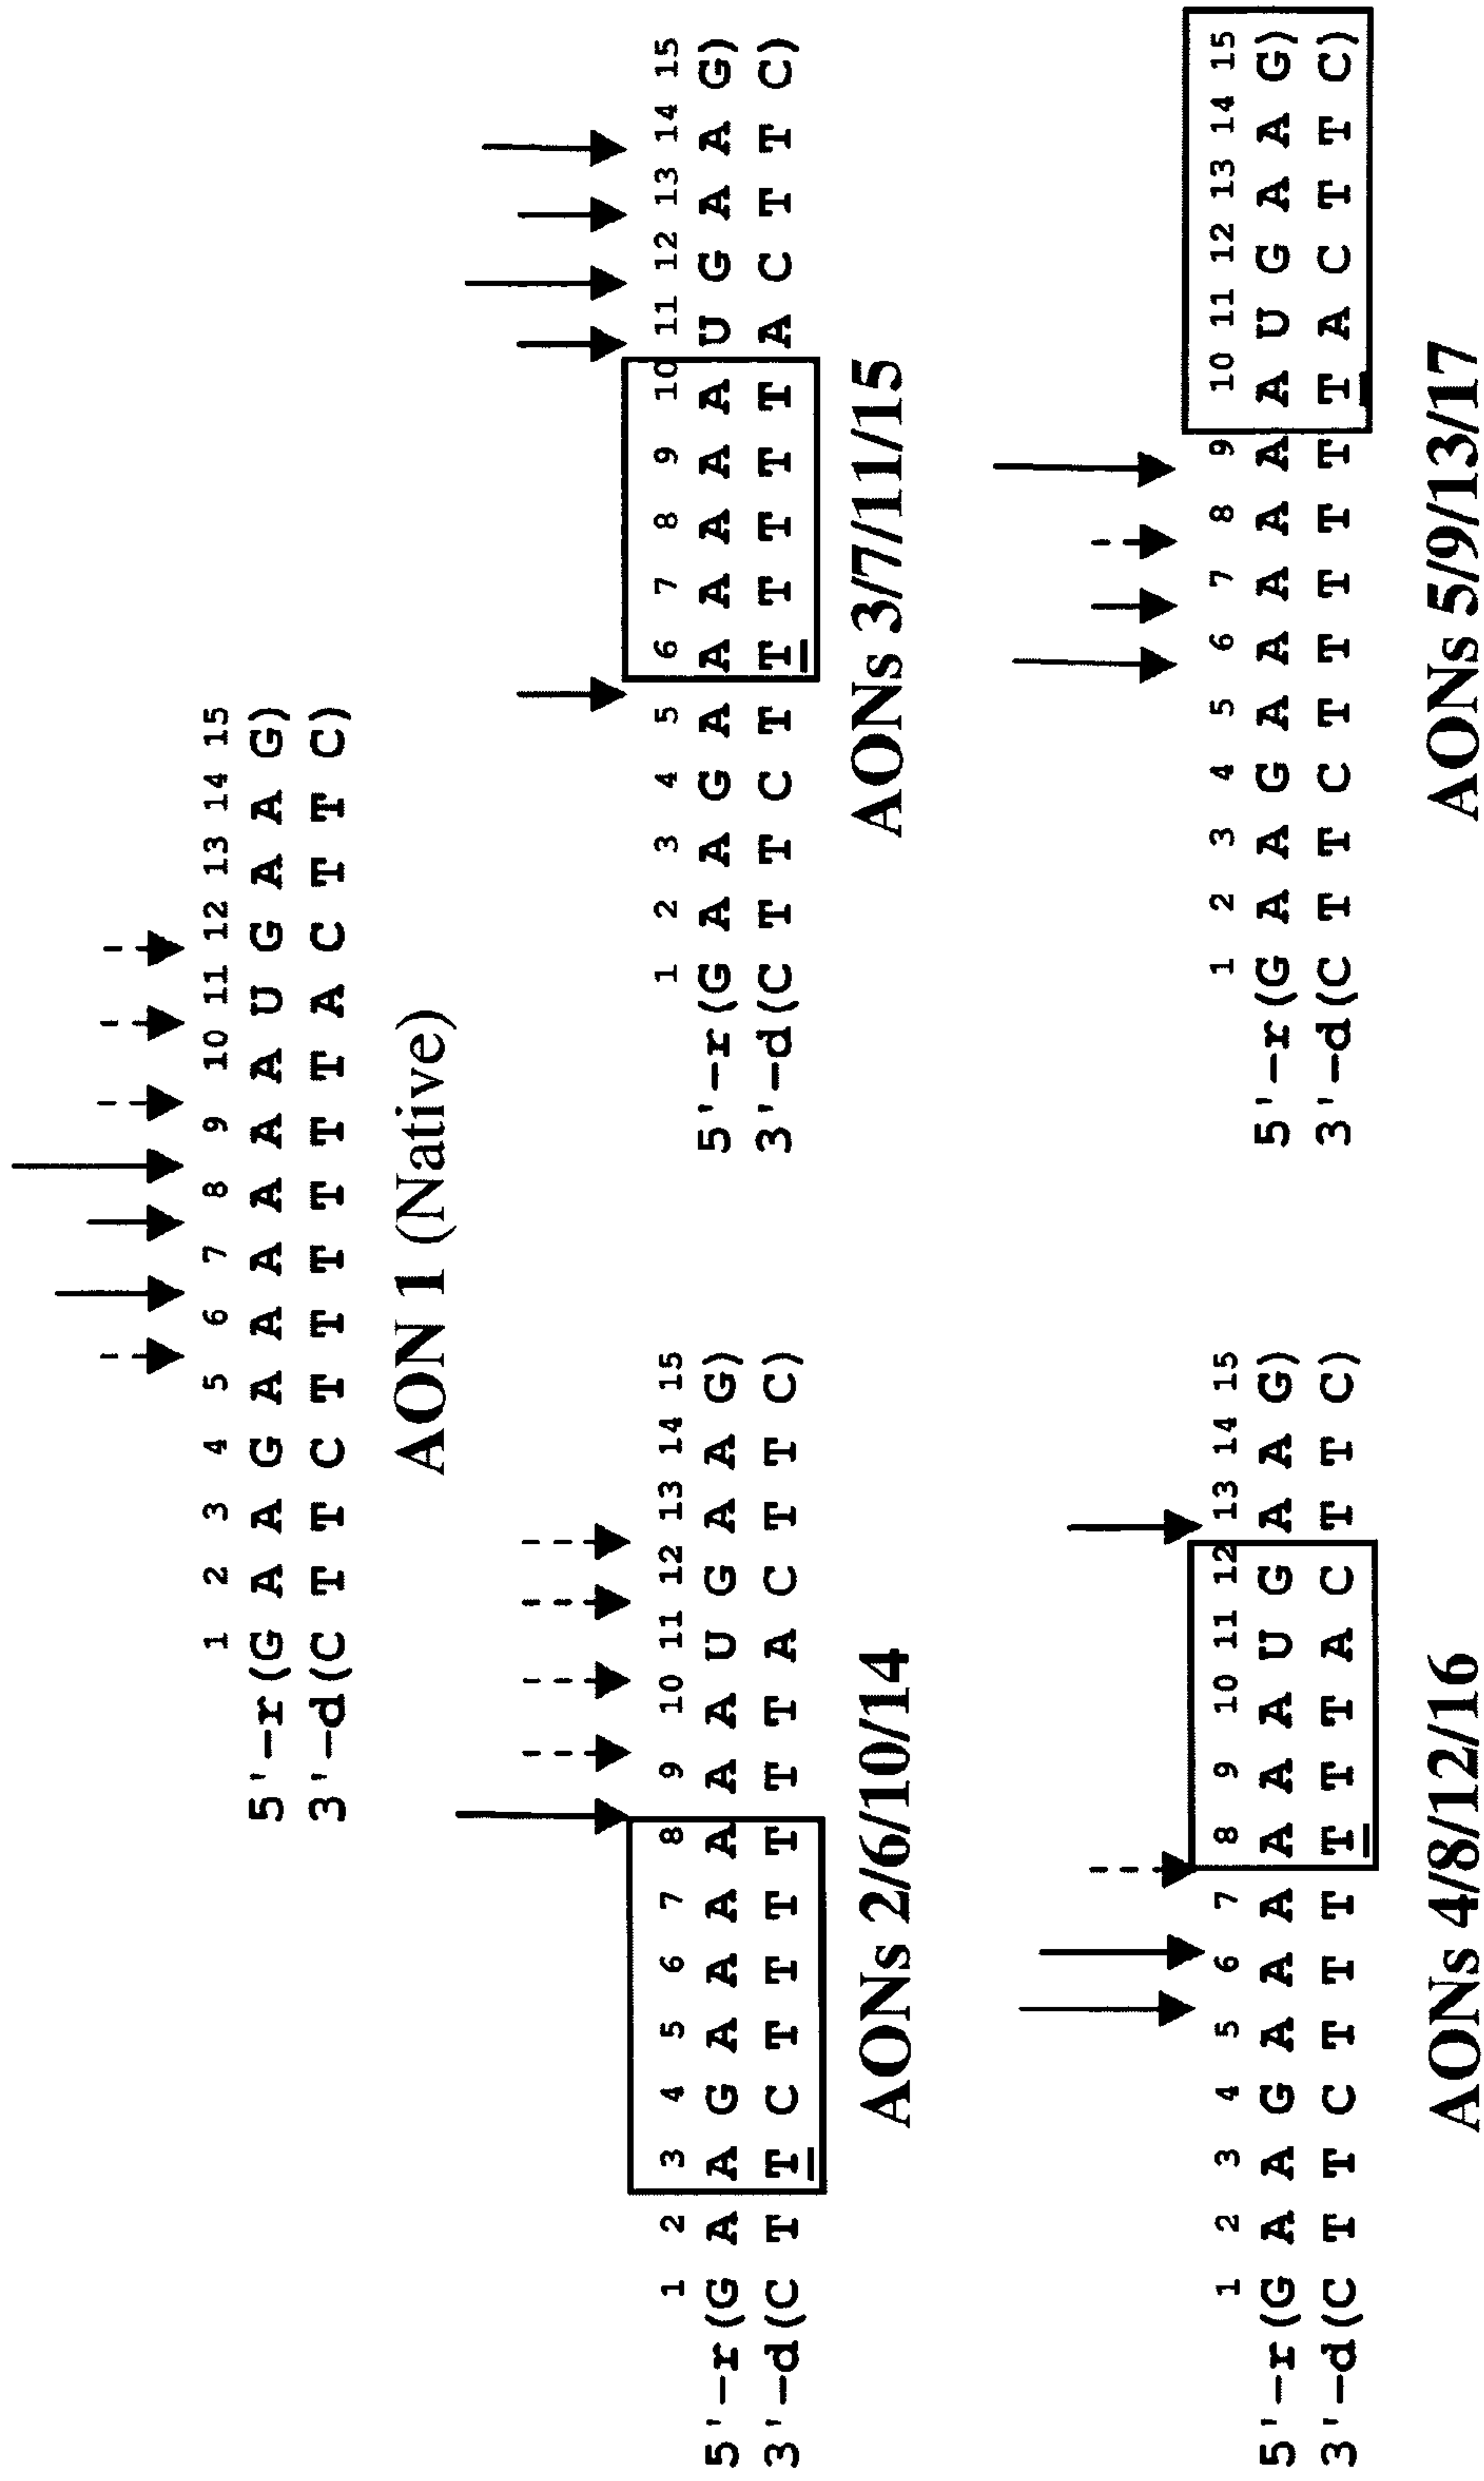 1 2 3 4 5 6 7 8 9 10 11 12 13 14 15
5'-r(G A A G A A A A A A U G A A G)
3'-d(C T T C T T T T T T A C T T C)
AON 1 (Native)
1 2 3 4 5 6 7 8 9 10 11 12 13 14 15
5'-r(G A A G A A A A A A U G A A G)
3'-d(C T T C T T T T T T A C T T C)
AONs 2/6/10/14
1 2 3 4 5 6 7 8 9 10 11 12 13 14 15
5'-r(G A A G A A A A A A U G A A G)
3'-d(C T T C T T T T T T A C T T C)
AONs 3/7/11/15
1 2 3 4 5 6 7 8 9 10 11 12 13 14 15
5'-r(G A A G A A A A A A U G A A G)
3'-d(C T T C T T T T T T A C T T C)
AONs 4/8/12/16
1 2 3 4 5 6 7 8 9 10 11 12 13 14 15
5'-r(G A A G A A A A A A U G A A G)
3'-d(C T T C T T T T T T A C T T C)
AONs 5/9/13/17